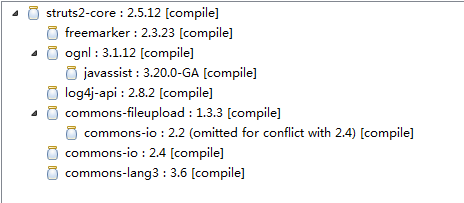 struts2-core : 2.5.12 [compile]
freemarker : 2.3.23 [compile]
ognl : 3.1.12 [compile]
javassist : 3.20.0-GA [compile]
log4j-api : 2.8.2 [compile]
commons-fileupload : 1.3.3 [compile]
commons-io : 2.2 (omitted for conflict with 2.4) [compile]
commons-io : 2.4 [compile]
commons-lang3 : 3.6 [compile]